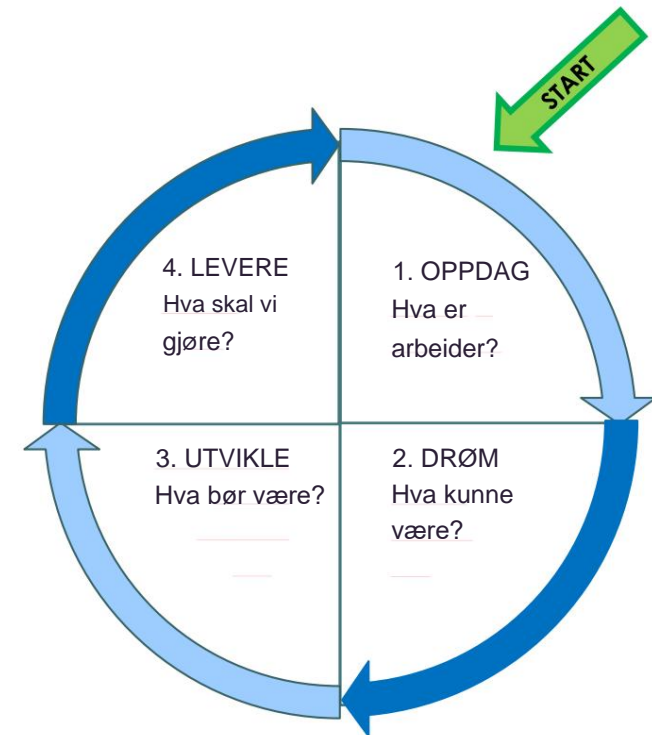 START
1. OPPDAG
Hva er
arbeider?
2. DRØM
Hva kunne
være?
3. UTVIKLE
Hva bør være?
4. LEVERE
Hva skal vi
gjøre?